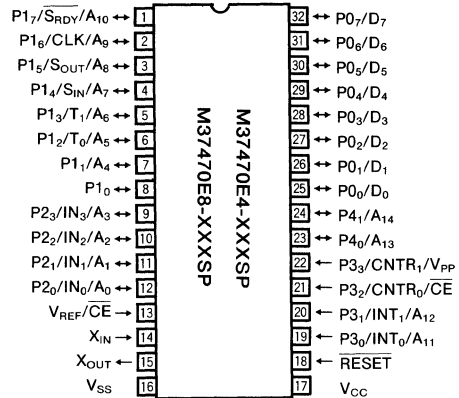 P1₇/S̅R̅D̅Y̅/A₁₀ ↔ 1
P1₆/CLK/A₉ ↔ 2
P1₅/SOUT/A₈ ↔ 3
P1₄/SIN/A₇ ↔ 4
P1₃/T₁/A₆ ↔ 5
P1₂/T₀/A₅ ↔ 6
P1₁/A₄ ↔ 7
P1₀ ↔ 8
P2₃/IN₃/A₃ ↔ 9
P2₂/IN₂/A₂ ↔ 10
P2₁/IN₁/A₁ ↔ 11
P2₀/IN₀/A₀ ↔ 12
VREF/C̅E̅ → 13
XIN → 14
XOUT ← 15
VSS 16
M37470E8-XXXSP
M37470E4-XXXSP
32 ↔ P0₇/D₇
31 ↔ P0₆/D₆
30 ↔ P0₅/D₅
29 ↔ P0₄/D₄
28 ↔ P0₃/D₃
27 ↔ P0₂/D₂
26 ↔ P0₁/D₁
25 ↔ P0₀/D₀
24 ↔ P4₁/A₁₄
23 ↔ P4₀/A₁₃
22 ← P3₃/CNTR₁/VPP
21 ← P3₂/CNTR₀/C̅E̅
20 ← P3₁/INT₁/A₁₂
19 ← P3₀/INT₀/A₁₁
18 ← R̅E̅S̅E̅T̅
17 VCC